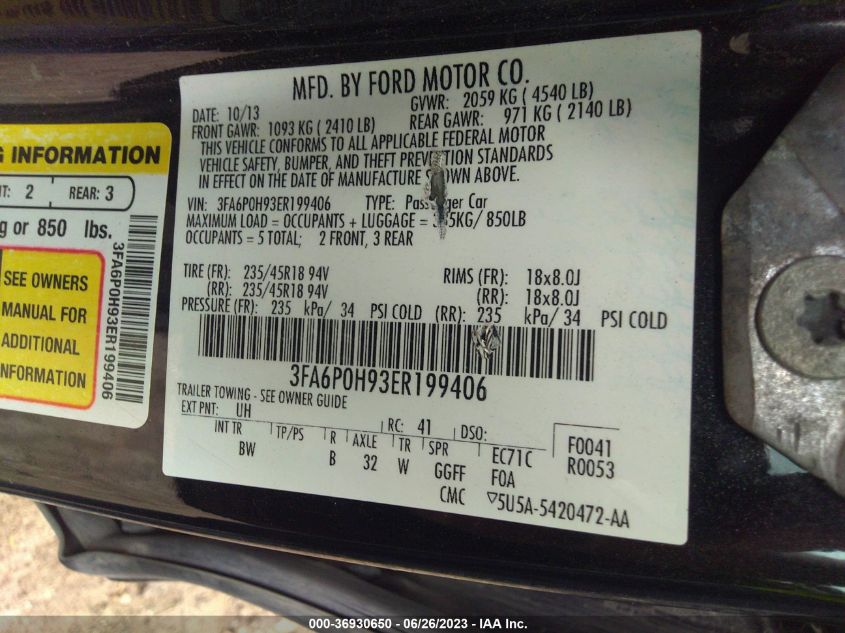 G INFORMATION
NT: 2 REAR: 3
g or 850 lbs.
SEE OWNERS
MANUAL FOR
ADDITIONAL
INFORMATION
3FA6P0H93ER199406
MFD. BY FORD MOTOR CO.
DATE: 10/13 GVWR: 2059 KG ( 4540 LB)
FRONT GAWR: 1093 KG ( 2410 LB) REAR GAWR: 971 KG ( 2140 LB)
THIS VEHICLE CONFORMS TO ALL APPLICABLE FEDERAL MOTOR
VEHICLE SAFETY, BUMPER, AND THEFT PREVENTION STANDARDS
IN EFFECT ON THE DATE OF MANUFACTURE SHOWN ABOVE.
VIN: 3FA6P0H93ER199406 TYPE: Passenger Car
MAXIMUM LOAD = OCCUPANTS + LUGGAGE = 385KG/ 850LB
OCCUPANTS = 5 TOTAL; 2 FRONT, 3 REAR
TIRE (FR): 235/45R18 94V RIMS (FR): 18x8.0J
(RR): 235/45R18 94V (RR): 18x8.0J
PRESSURE (FR): 235 kPa/ 34 PSI COLD (RR): 235 kPa/ 34 PSI COLD
3FA6P0H93ER199406
TRAILER TOWING - SEE OWNER GUIDE
EXT PNT: UH RC: 41 DSO:
INT TR TP/PS R AXLE TR SPR EC71C F0041
BW B 32 W GGFF F0A R0053
CMC ▽5U5A-5420472-AA
000-36930650 / 06/26/2023 - IAA Inc.